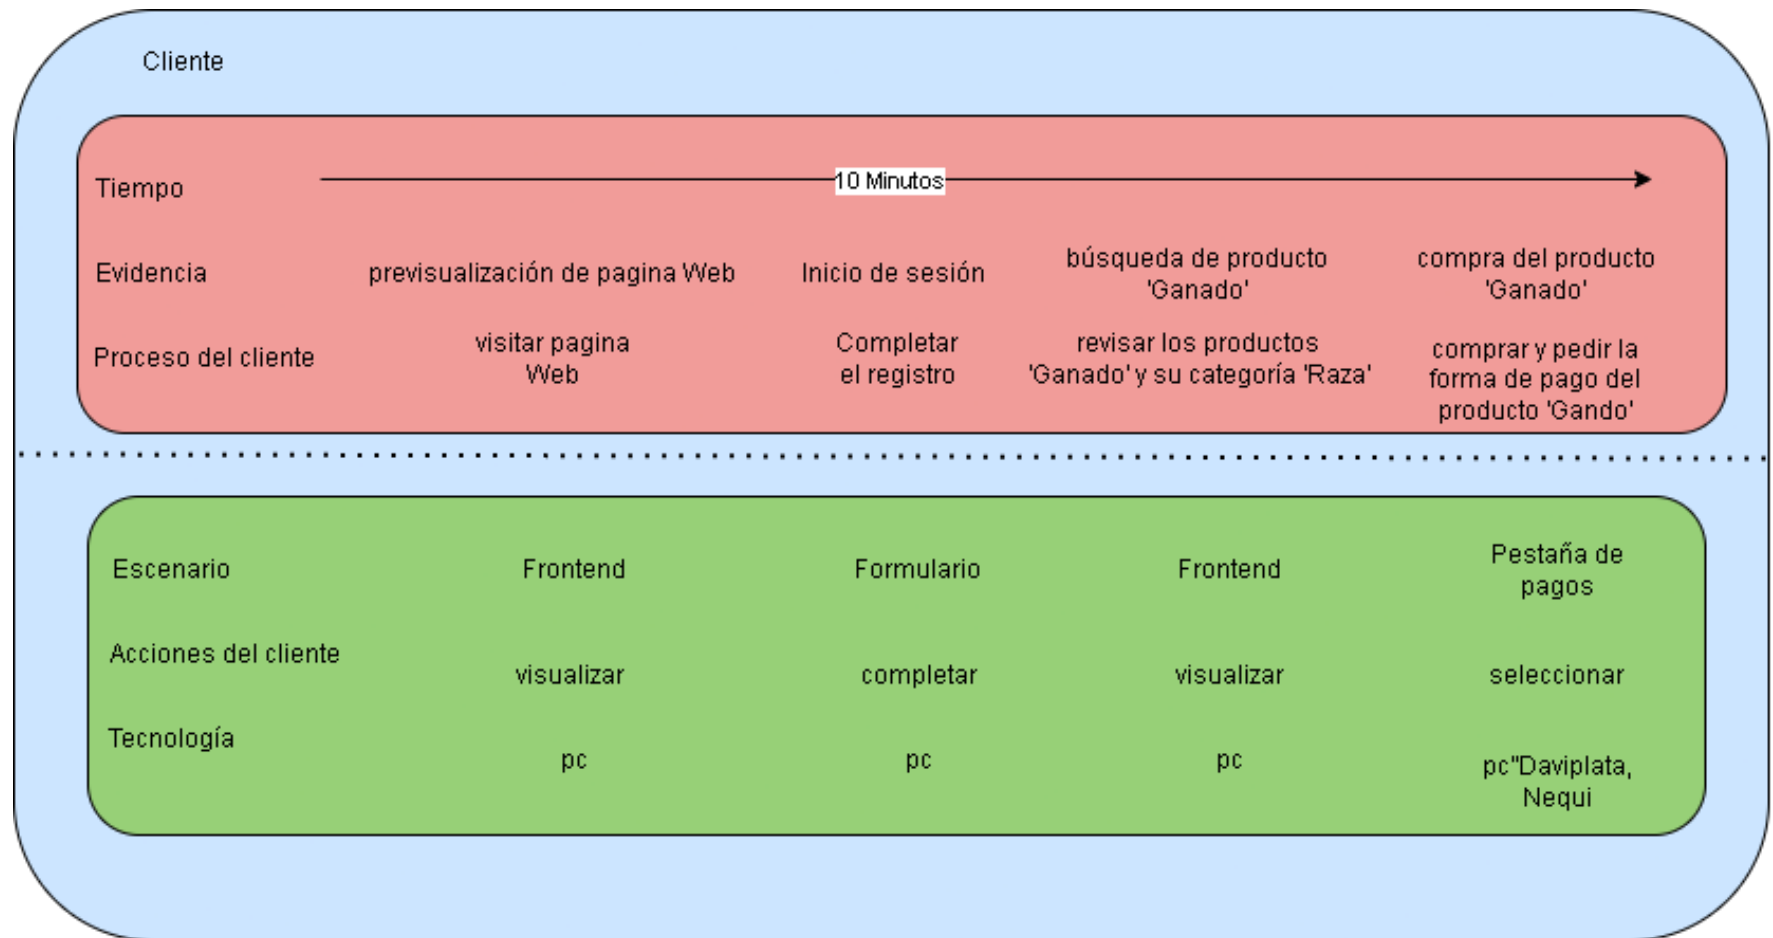 Cliente
Tiempo
10 Minutos
Evidencia
previsualización de pagina Web
Inicio de sesión
búsqueda de producto
'Ganado'
compra del producto
'Ganado'
Proceso del cliente
visitar pagina
Web
Completar
el registro
revisar los productos
'Ganado' y su categoría 'Raza'
comprar y pedir la
forma de pago del
producto 'Gando'
Escenario
Frontend
Formulario
Frontend
Pestaña de
pagos
Acciones del cliente
visualizar
completar
visualizar
seleccionar
Tecnología
pc
pc
pc
pc"Daviplata,
Nequi